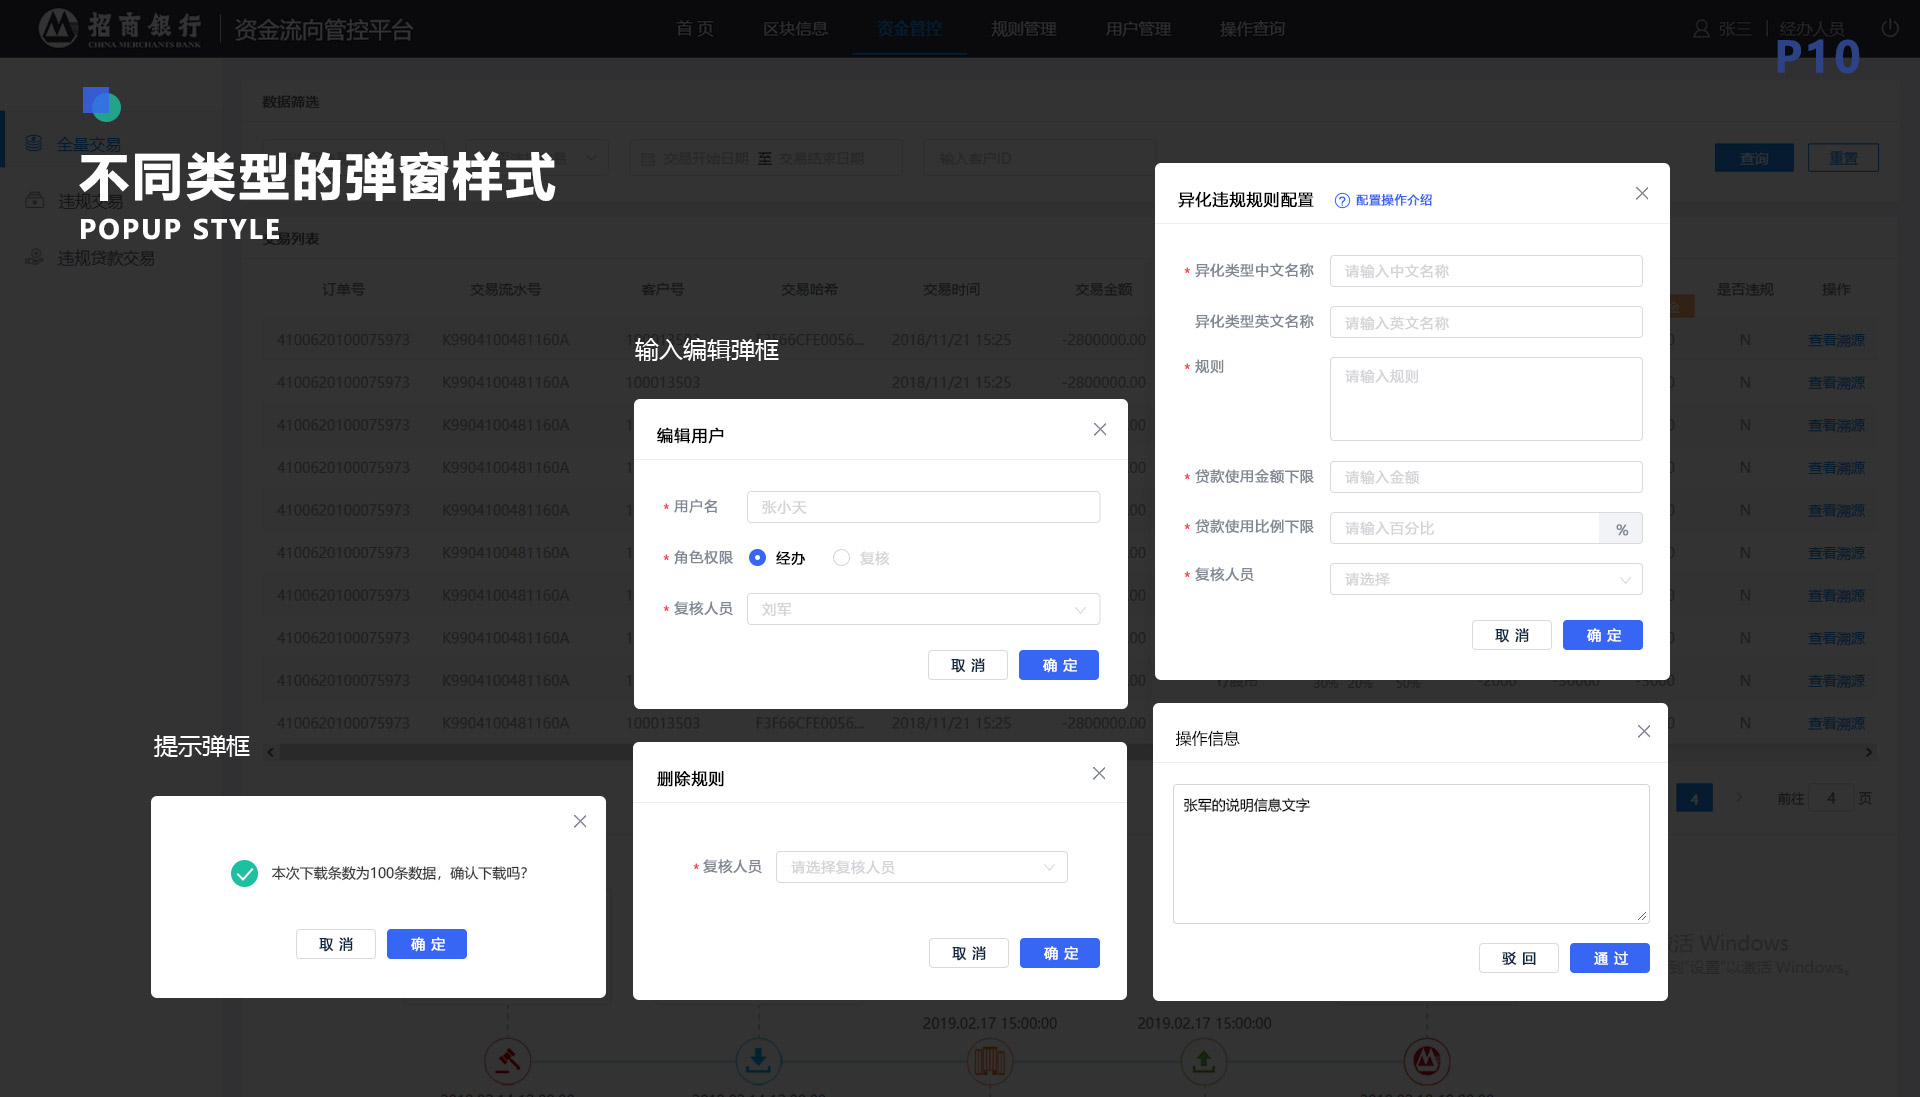 招商银行
CHINA MERCHANTS BANK
资金流向管控平台
首页
区块信息
资金管控
规则管理
用户管理
操作查询
张三
经办人员
P10
数据筛选
全量交易
违规交易
违规贷款交易
交易开始日期 至 交易结束日期
输入客户ID
查询
重置
不同类型的弹窗样式
POPUP STYLE
交易列表
订单号 交易流水号 客户号 交易哈希 交易时间 交易金额 是否违规 操作
4100620100075973 K9904100481160A 2018/11/21 15:25 -2800000.00 N 查看溯源
4100620100075973 K9904100481160A 100013503 2018/11/21 15:25 -2800000.00 N 查看溯源
4100620100075973 K9904100481160A N 查看溯源
4100620100075973 K9904100481160A N 查看溯源
4100620100075973 K9904100481160A N 查看溯源
4100620100075973 K9904100481160A N 查看溯源
4100620100075973 K9904100481160A N 查看溯源
4100620100075973 K9904100481160A N 查看溯源
4100620100075973 K9904100481160A N 查看溯源
4100620100075973 K9904100481160A 100013503 F3F66CFE0056... 2018/11/21 15:25 -2800000.00 N 查看溯源
4
前往 4 页
输入编辑弹框
编辑用户
* 用户名 张小天
* 角色权限 经办 复核
* 复核人员 刘军
取消 确定
异化违规规则配置 ? 配置操作介绍
* 异化类型中文名称 请输入中文名称
异化类型英文名称 请输入英文名称
* 规则 请输入规则
* 贷款使用金额下限 请输入金额
* 贷款使用比例下限 请输入百分比 %
* 复核人员 请选择
取消 确定
提示弹框
本次下载条数为100条数据，确认下载吗？
取消 确定
删除规则
* 复核人员 请选择复核人员
取消 确定
操作信息
张军的说明信息文字
驳回 通过
2019.02.17 15:00:00
2019.02.17 15:00:00